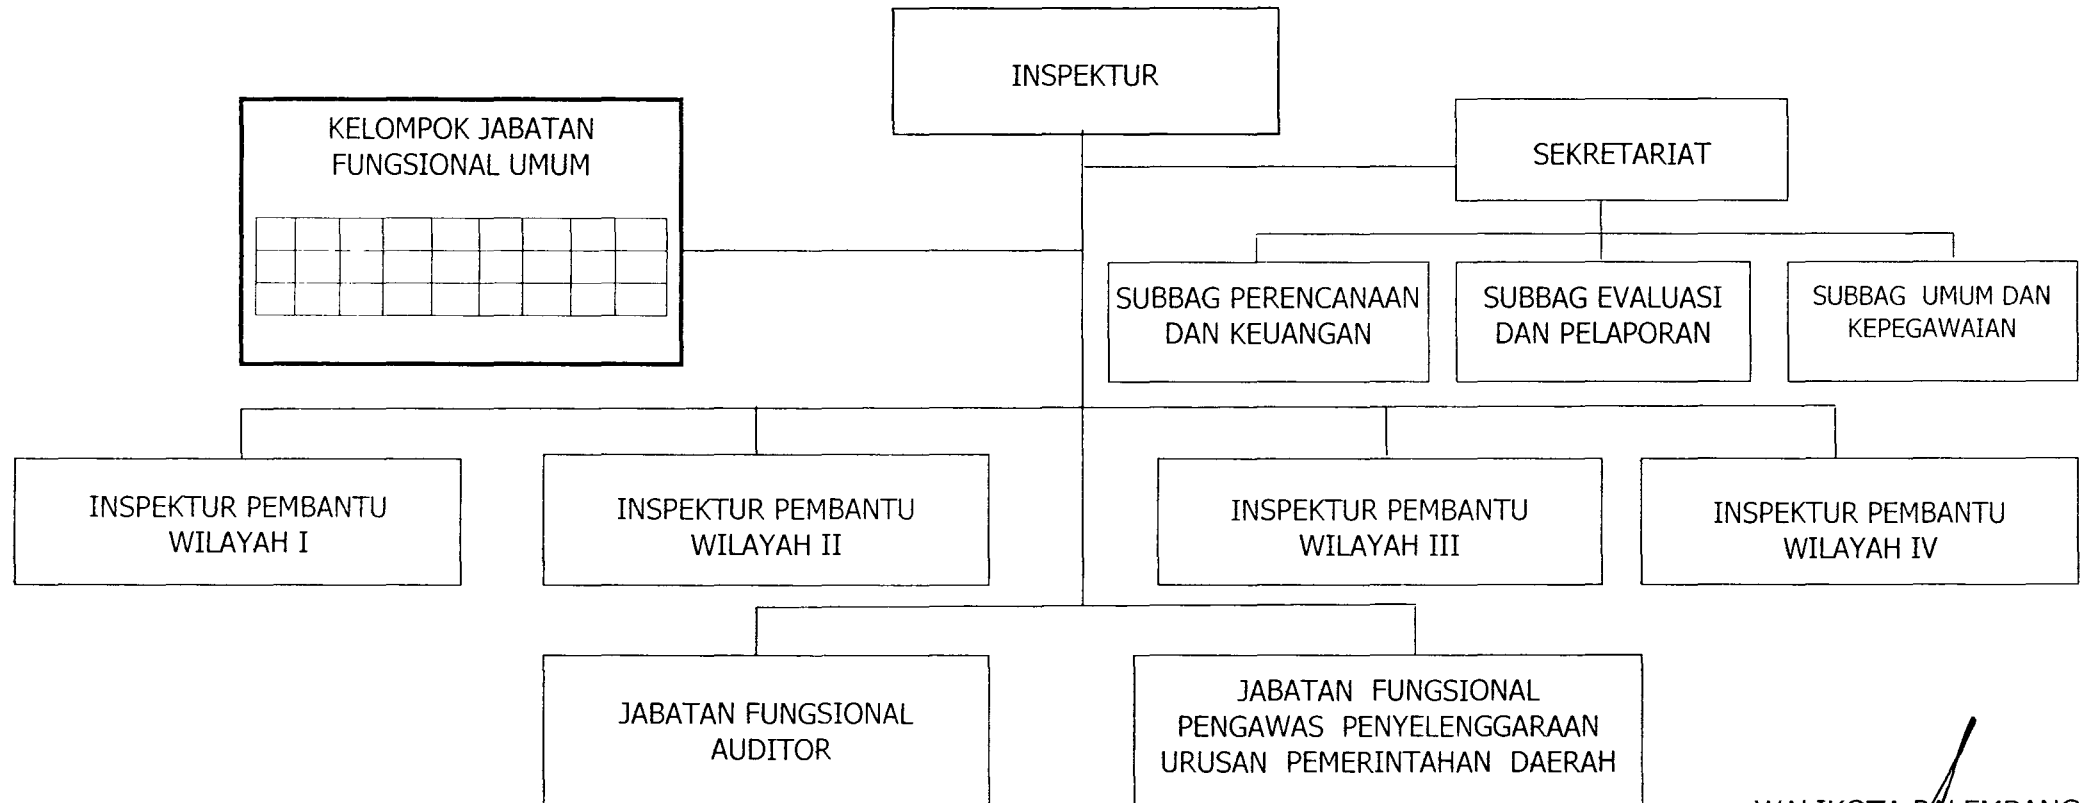 INSPEKTUR
KELOMPOK JABATAN
FUNGSIONAL UMUM
SEKRETARIAT
SUBBAG PERENCANAAN
DAN KEUANGAN
SUBBAG EVALUASI
DAN PELAPORAN
SUBBAG UMUM DAN
KEPEGAWAIAN
INSPEKTUR PEMBANTU
WILAYAH I
INSPEKTUR PEMBANTU
WILAYAH II
INSPEKTUR PEMBANTU
WILAYAH III
INSPEKTUR PEMBANTU
WILAYAH IV
JABATAN FUNGSIONAL
AUDITOR
JABATAN FUNGSIONAL
PENGAWAS PENYELENGGARAAN
URUSAN PEMERINTAHAN DAERAH
WALIKOTA PALEMBANG